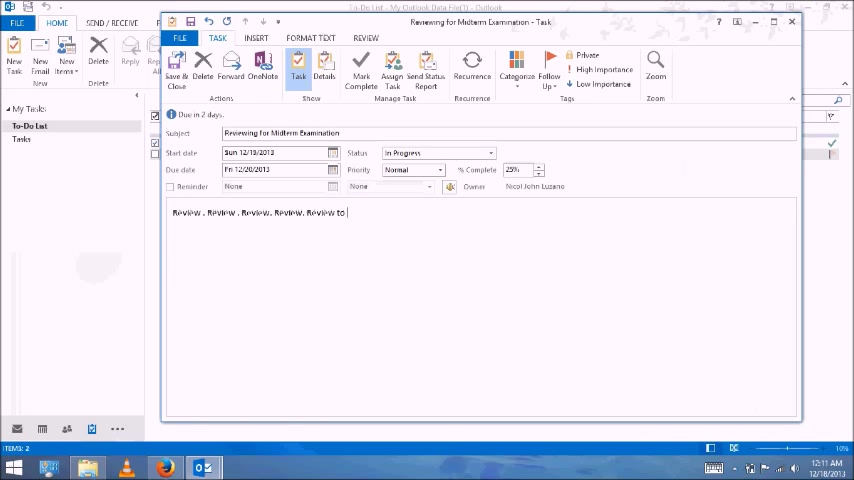 To-Do List - My Outlook Data File(1) - Outlook
FILE HOME SEND / RECEIVE
New Task
New Email
New Items
Delete
Reply
Reply All
New
Delete
My Tasks
To-Do List
Tasks
Reviewing for Midterm Examination - Task
FILE TASK INSERT FORMAT TEXT REVIEW
Save & Close
Delete
Forward
OneNote
Task
Details
Mark Complete
Assign Task
Send Status Report
Recurrence
Categorize
Follow Up
Private
High Importance
Low Importance
Zoom
Actions Show Manage Task Recurrence Tags Zoom
Due in 2 days.
Subject Reviewing for Midterm Examination
Start date Sun 12/15/2013 Status In Progress
Due date Fri 12/20/2013 Priority Normal % Complete 25%
Reminder None None Owner Nicol John Luzano
Review . Review . Review. Review. Review to
ITEMS: 2
10%
12:11 AM
12/18/2013